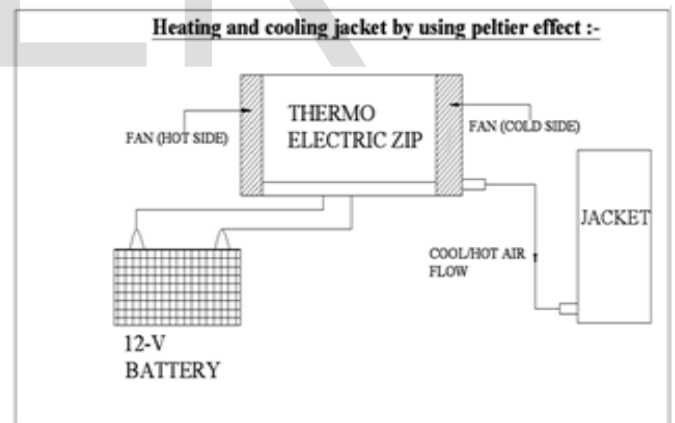 Heating and cooling jacket by using peltier effect :-
THERMO
ELECTRIC ZIP
FAN (HOT SIDE)
FAN (COLD SIDE)
JACKET
COOL/HOT AIR
FLOW
12-V
BATTERY